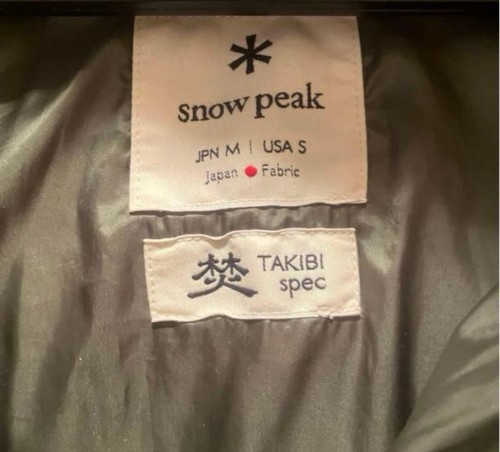 snow peak
JPN M | USA S
Japan ● Fabric
焚 TAKIBI
spec